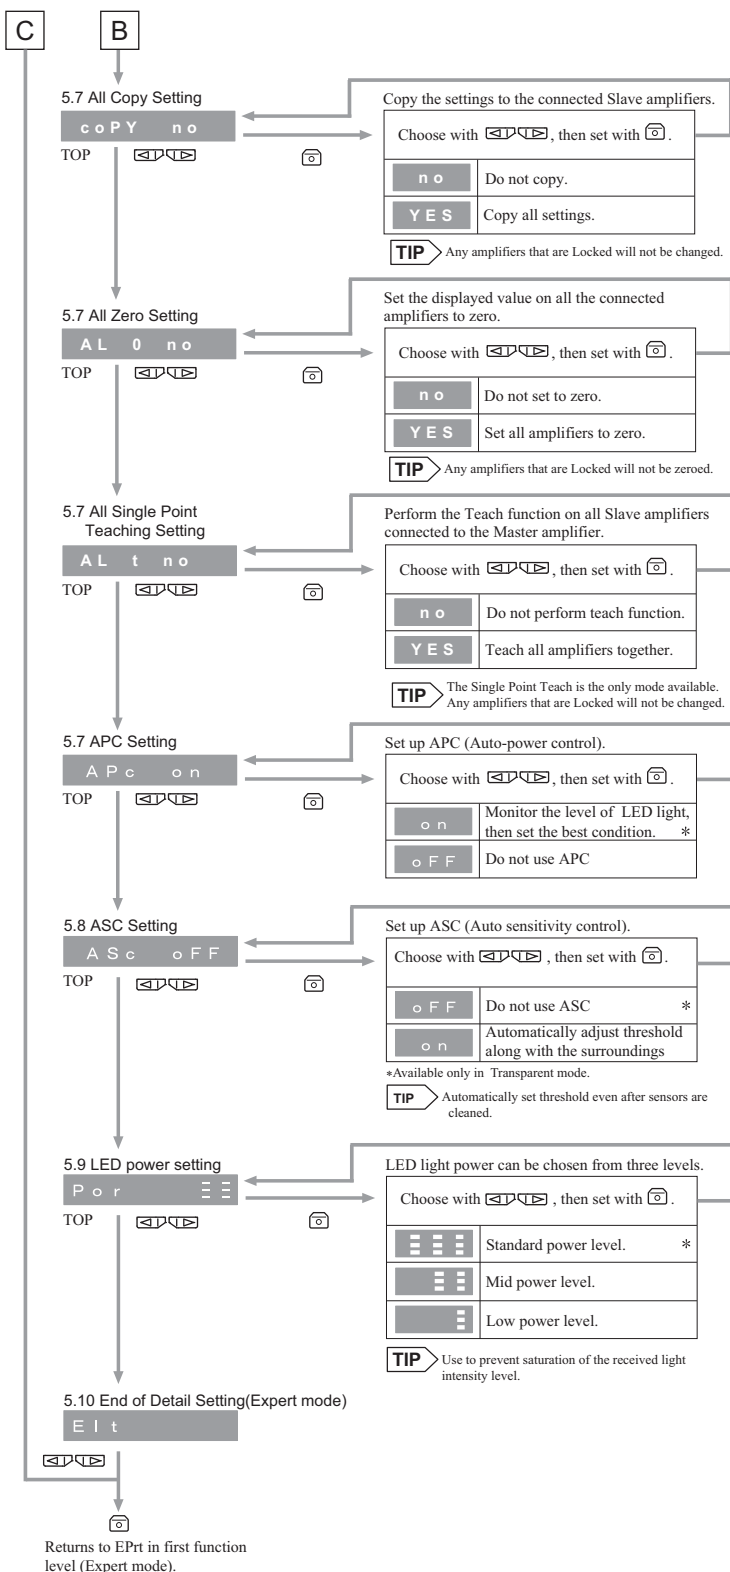 C
B
5.7 All Copy Setting
coPY no
TOP
Copy the settings to the connected Slave amplifiers.
Choose with , then set with .
no Do not copy.
YES Copy all settings.
TIP Any amplifiers that are Locked will not be changed.
5.7 All Zero Setting
AL 0 no
TOP
Set the displayed value on all the connected
amplifiers to zero.
Choose with , then set with .
no Do not set to zero.
YES Set all amplifiers to zero.
TIP Any amplifiers that are Locked will not be zeroed.
5.7 All Single Point
Teaching Setting
AL t no
TOP
Perform the Teach function on all Slave amplifiers
connected to the Master amplifier.
Choose with , then set with .
no Do not perform teach function.
YES Teach all amplifiers together.
TIP The Single Point Teach is the only mode available.
Any amplifiers that are Locked will not be changed.
5.7 APC Setting
APc on
TOP
Set up APC (Auto-power control).
Choose with , then set with .
on Monitor the level of LED light,
then set the best condition. *
oFF Do not use APC
5.8 ASC Setting
ASc oFF
TOP
Set up ASC (Auto sensitivity control).
Choose with , then set with .
oFF Do not use ASC *
on Automatically adjust threshold
along with the surroundings
*Available only in Transparent mode.
TIP Automatically set threshold even after sensors are
cleaned.
5.9 LED power setting
Por
TOP
LED light power can be chosen from three levels.
Choose with , then set with .
Standard power level. *
Mid power level.
Low power level.
TIP Use to prevent saturation of the received light
intensity level.
5.10 End of Detail Setting(Expert mode)
EIt
Returns to EPrt in first function
level (Expert mode).